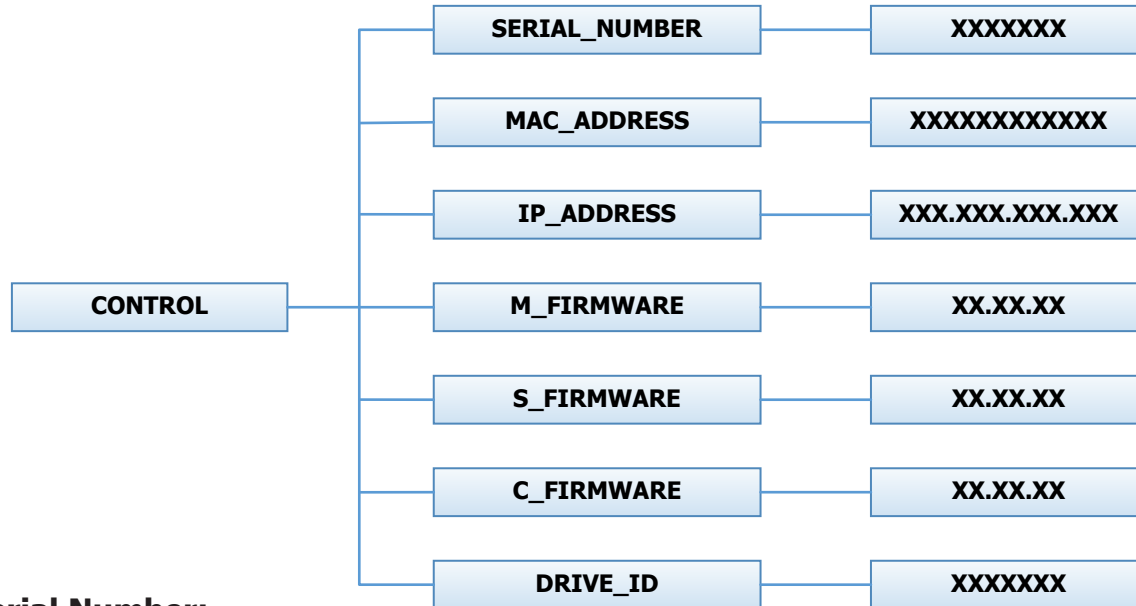 SERIAL_NUMBER XXXXXXX
MAC_ADDRESS XXXXXXXXXXXX
IP_ADDRESS XXX.XXX.XXX.XXX
CONTROL M_FIRMWARE XX.XX.XX
S_FIRMWARE XX.XX.XX
C_FIRMWARE XX.XX.XX
DRIVE_ID XXXXXXX